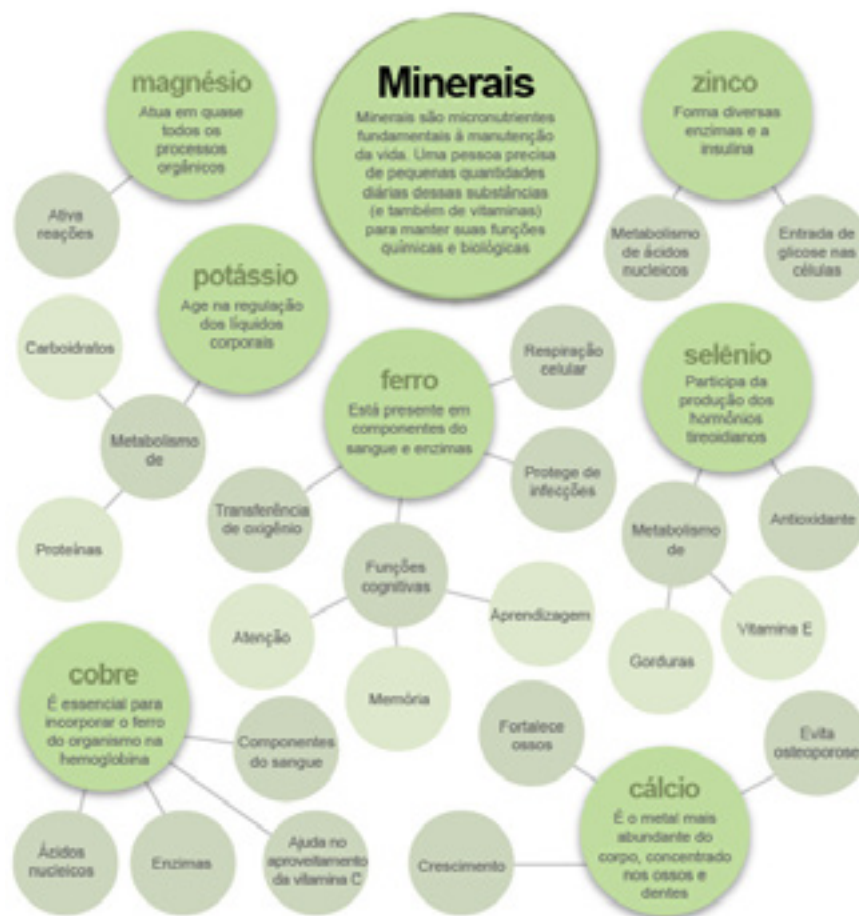 Minerais
Minerais são micronutrientes
fundamentais à manutenção
da vida. Uma pessoa precisa
de pequenas quantidades
diárias dessas substâncias
(e também de vitaminas)
para manter suas funções
químicas e biológicas
magnésio
Atua em quase
todos os
processos
orgânicos
Ativa
reações
zinco
Forma diversas
enzimas e a
insulina
Metabolismo
de ácidos
nucleicos
Entrada de
glicose nas
células
potássio
Age na regulação
dos líquidos
corporais
Carboidratos
Metabolismo
de
Proteínas
ferro
Está presente em
componentes do
sangue e enzimas
Respiração
celular
Protege de
infecções
Transferência
de oxigênio
Funções
cognitivas
Atenção
Memória
Aprendizagem
selênio
Participa da
produção dos
hormônios
tireoidianos
Metabolismo
de
Antioxidante
Gorduras
Vitamina E
cobre
É essencial para
incorporar o ferro
do organismo na
hemoglobina
Componentes
do sangue
Ácidos
nucleicos
Enzimas
Ajuda no
aproveitamento
da vitamina C
cálcio
É o metal mais
abundante do
corpo, concentrado
nos ossos e
dentes
Fortalece
ossos
Evita
osteoporose
Crescimento